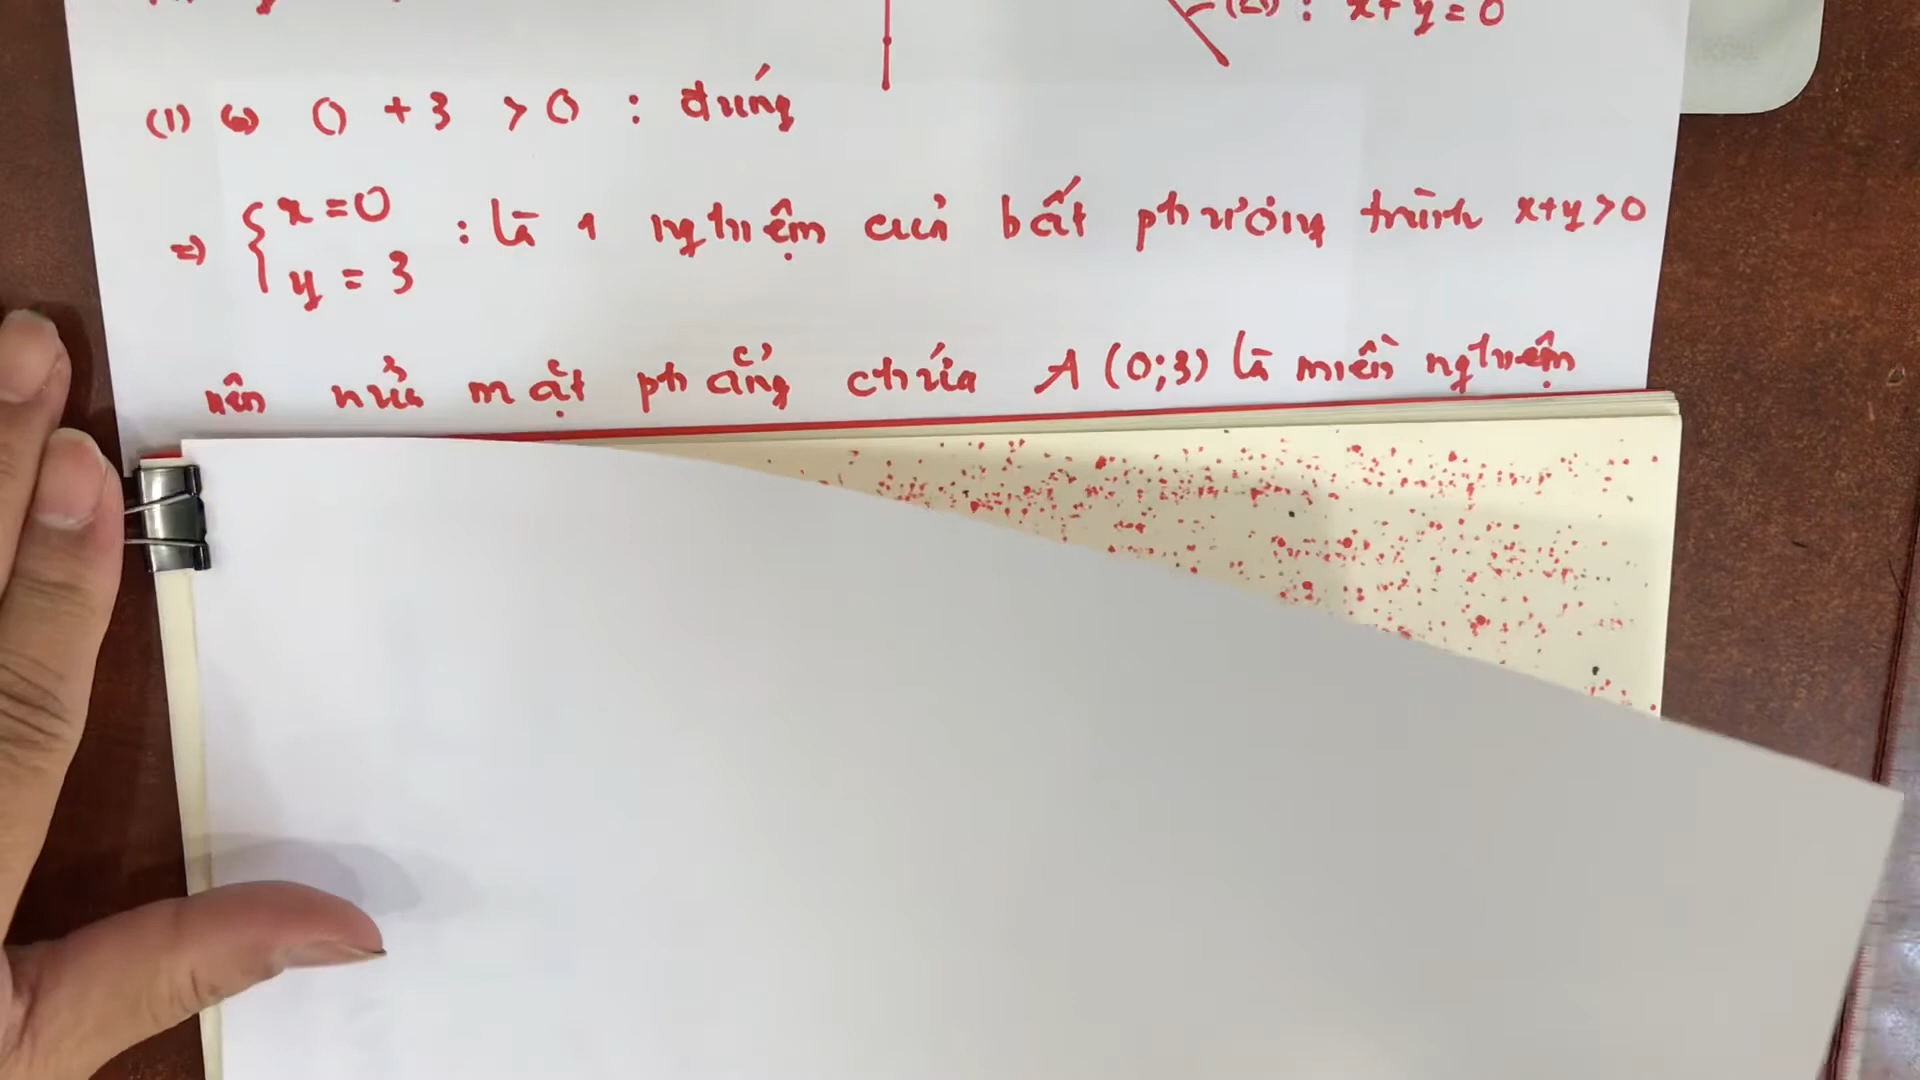 (Δ): x+y=0
(1) ⇔ 0 + 3 > 0 : đúng
⇒ { x=0
y = 3 : là 1 nghiệm của bất phương trình x+y>0
nên nửa mặt phẳng chứa A (0;3) là miền nghiệm